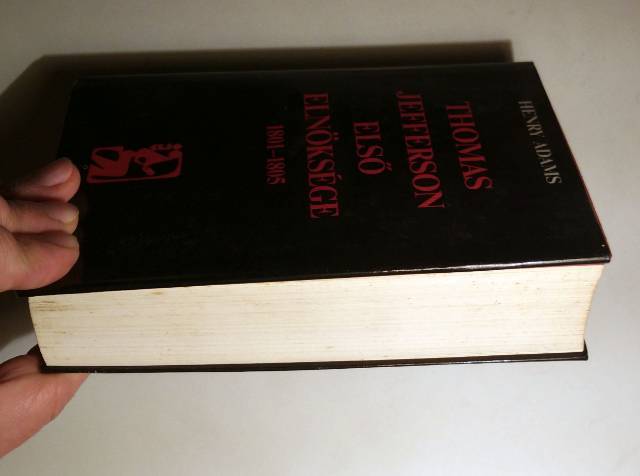 HENRY ADAMS
THOMAS
JEFFERSON
ELSŐ
ELNÖKSÉGE
1801–1805